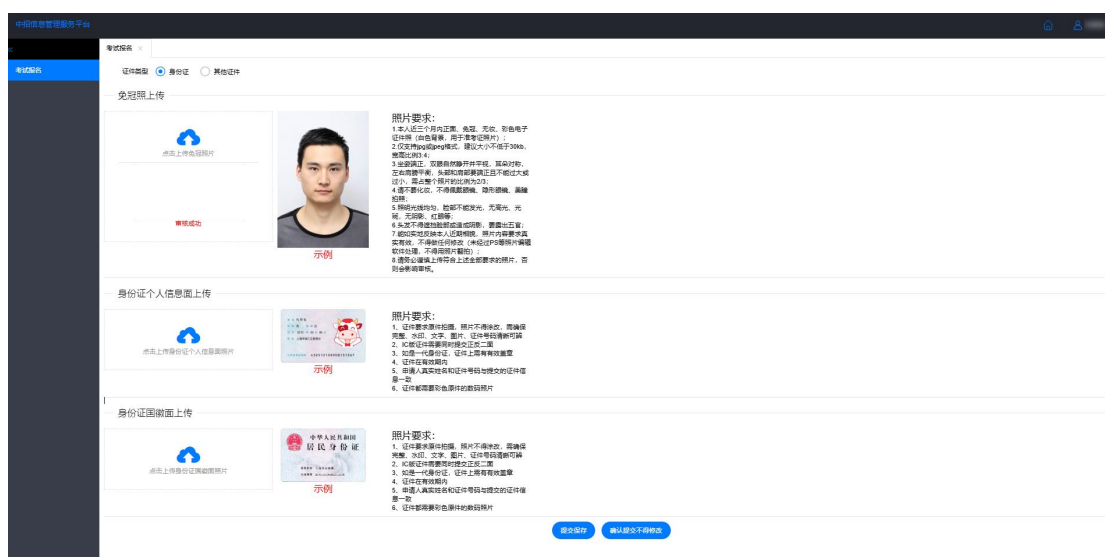 中招信息管理服务平台
考试报名
考试报名
证件类型 身份证 其他证件
免冠照上传
点击上传免冠照片
审核成功
示例
照片要求：
1.本人近三个月内正面、免冠、无妆、彩色电子
证件照（白色背景，用于准考证照片）；
2.仅支持jpg或jpeg格式，建议大小不低于30kb，
宽高比例3:4；
3.坐姿端正，双眼自然睁开并平视，耳朵对称，
左右肩膀平衡，头部和肩部要端正且不能过大或
过小，需占整个照片的比例为2/3；
4.请不要化妆，不得佩戴眼镜、隐形眼镜、美瞳
拍照；
5.照明光线均匀，脸部不能发光，无高光、光
斑，无阴影、红眼等；
6.头发不得遮挡脸部或造成阴影，要露出五官；
7.能如实地反映本人近期相貌，照片内容要求真
实有效，不得做任何修改（未经过PS等照片编辑
软件处理，不得用照片翻拍）；
8.请务必谨慎上传符合上述全部要求的照片，否
则会影响审核。
身份证个人信息面上传
点击上传身份证个人信息面照片
示例
照片要求：
1、证件要求原件拍摄，照片不得涂改，需确保
完整、水印、文字、图片、证件号码清晰可辨
2、IC版证件需要同时提交正反二面
3、如是一代身份证，证件上需有有效盖章
4、证件在有效期内
5、申请人真实姓名和证件号码与提交的证件信
息一致
6、证件都需要彩色原件的数码照片
身份证国徽面上传
点击上传身份证国徽面照片
中华人民共和国
居民身份证
示例
照片要求：
1、证件要求原件拍摄，照片不得涂改，需确保
完整、水印、文字、图片、证件号码清晰可辨
2、IC版证件需要同时提交正反二面
3、如是一代身份证，证件上需有有效盖章
4、证件在有效期内
5、申请人真实姓名和证件号码与提交的证件信
息一致
6、证件都需要彩色原件的数码照片
提交保存 确认提交不得修改